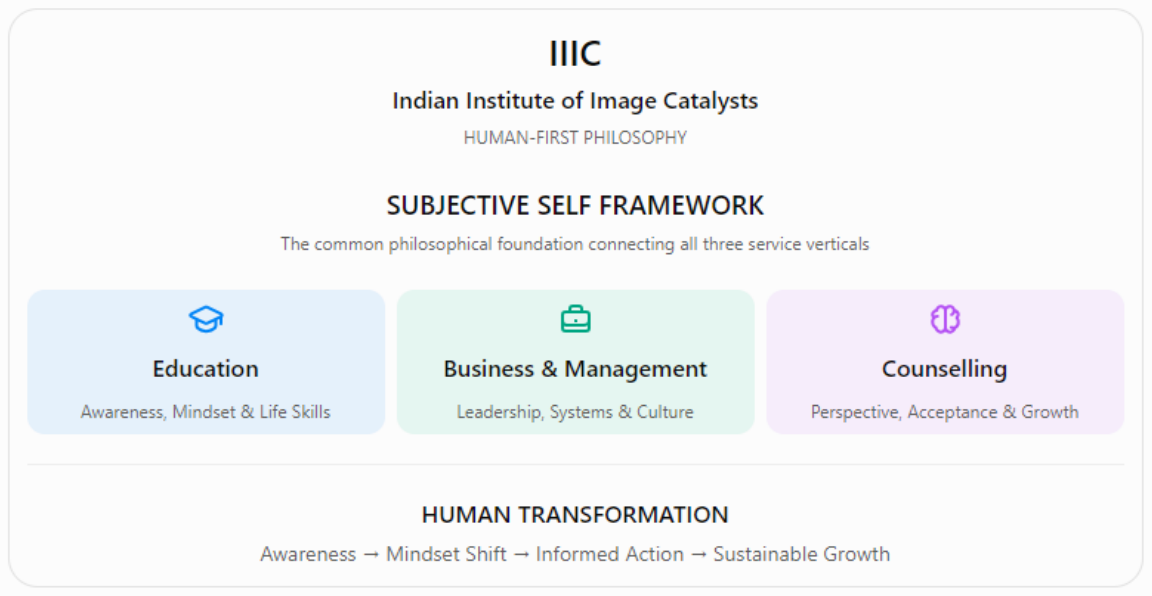 IIIC
Indian Institute of Image Catalysts
HUMAN-FIRST PHILOSOPHY
SUBJECTIVE SELF FRAMEWORK
The common philosophical foundation connecting all three service verticals
Education
Awareness, Mindset & Life Skills
Business & Management
Leadership, Systems & Culture
Counselling
Perspective, Acceptance & Growth
HUMAN TRANSFORMATION
Awareness → Mindset Shift → Informed Action → Sustainable Growth